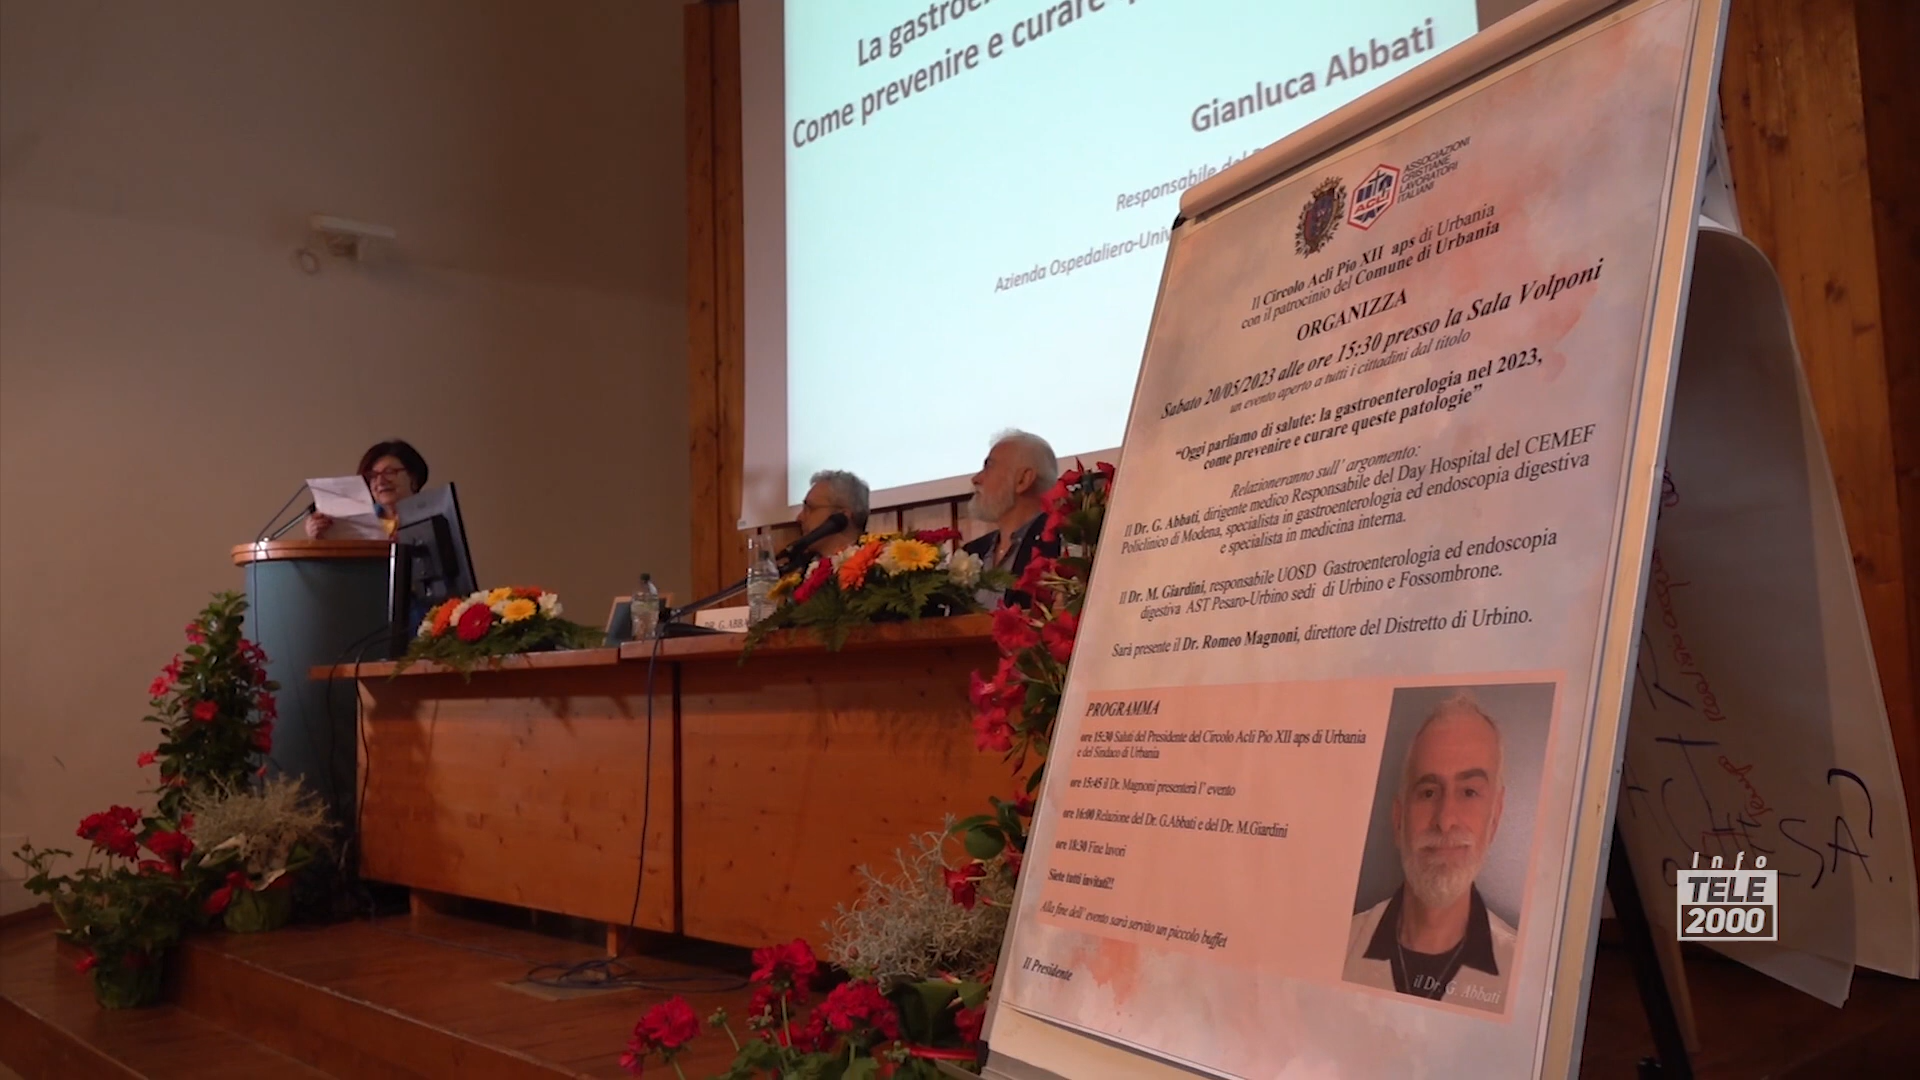 La
Come prevenire e curare
Gianluca Abbati
Responsabile
Azienda Ospedaliero-
ACLI
ASSOCIAZIONI
CRISTIANE
LAVORATORI
ITALIANI
Il Circolo Acli Pio XII aps di Urbania
con il patrocinio del Comune di Urbania
ORGANIZZA
Sabato 20/05/2023 alle ore 15:30 presso la Sala Volponi
un evento aperto a tutti i cittadini dal titolo
“Oggi parliamo di salute: la gastroenterologia nel 2023,
come prevenire e curare queste patologie”
Relazioneranno sull’ argomento:
Il Dr. G. Abbati, dirigente medico Responsabile del Day Hospital del CEMEF
Policlinico di Modena, specialista in gastroenterologia ed endoscopia digestiva
e specialista in medicina interna.
Il Dr. M. Giardini, responsabile UOSD Gastroenterologia ed endoscopia
digestiva AST Pesaro-Urbino sedi di Urbino e Fossombrone.
Sarà presente il Dr. Romeo Magnoni, direttore del Distretto di Urbino.
PROGRAMMA
ore 15:30 Saluti del Presidente del Circolo Acli Pio XII aps di Urbania
e del Sindaco di Urbania
ore 15:45 il Dr. Magnoni presenterà l’ evento
ore 16:00 Relazione del Dr. G.Abbati e del Dr. M.Giardini
ore 18:30 Fine lavori
Siete tutti invitati!!
Alla fine dell’ evento sarà servito un piccolo buffet
Il Presidente
il Dr. G. Abbati
DR. G. ABBA
Info
TELE
2000